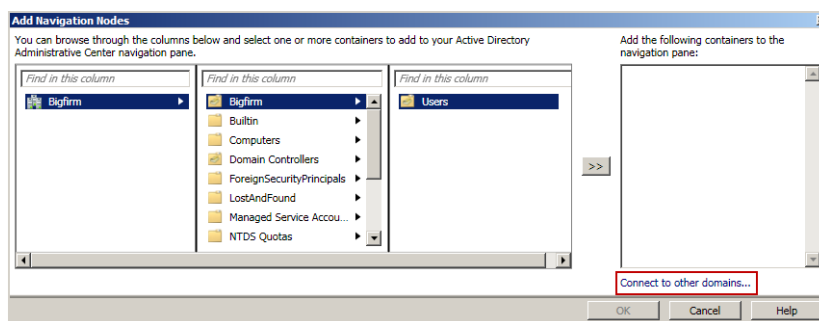 Add Navigation Nodes
You can browse through the columns below and select one or more containers to add to your Active Directory
Administrative Center navigation pane.
Add the following containers to the
navigation pane:
Find in this column
Find in this column
Find in this column
Bigfirm
Bigfirm
Users
Builtin
Computers
Domain Controllers
>>
ForeignSecurityPrincipals
LostAndFound
Managed Service Accou...
NTDS Quotas
Connect to other domains...
OK
Cancel
Help